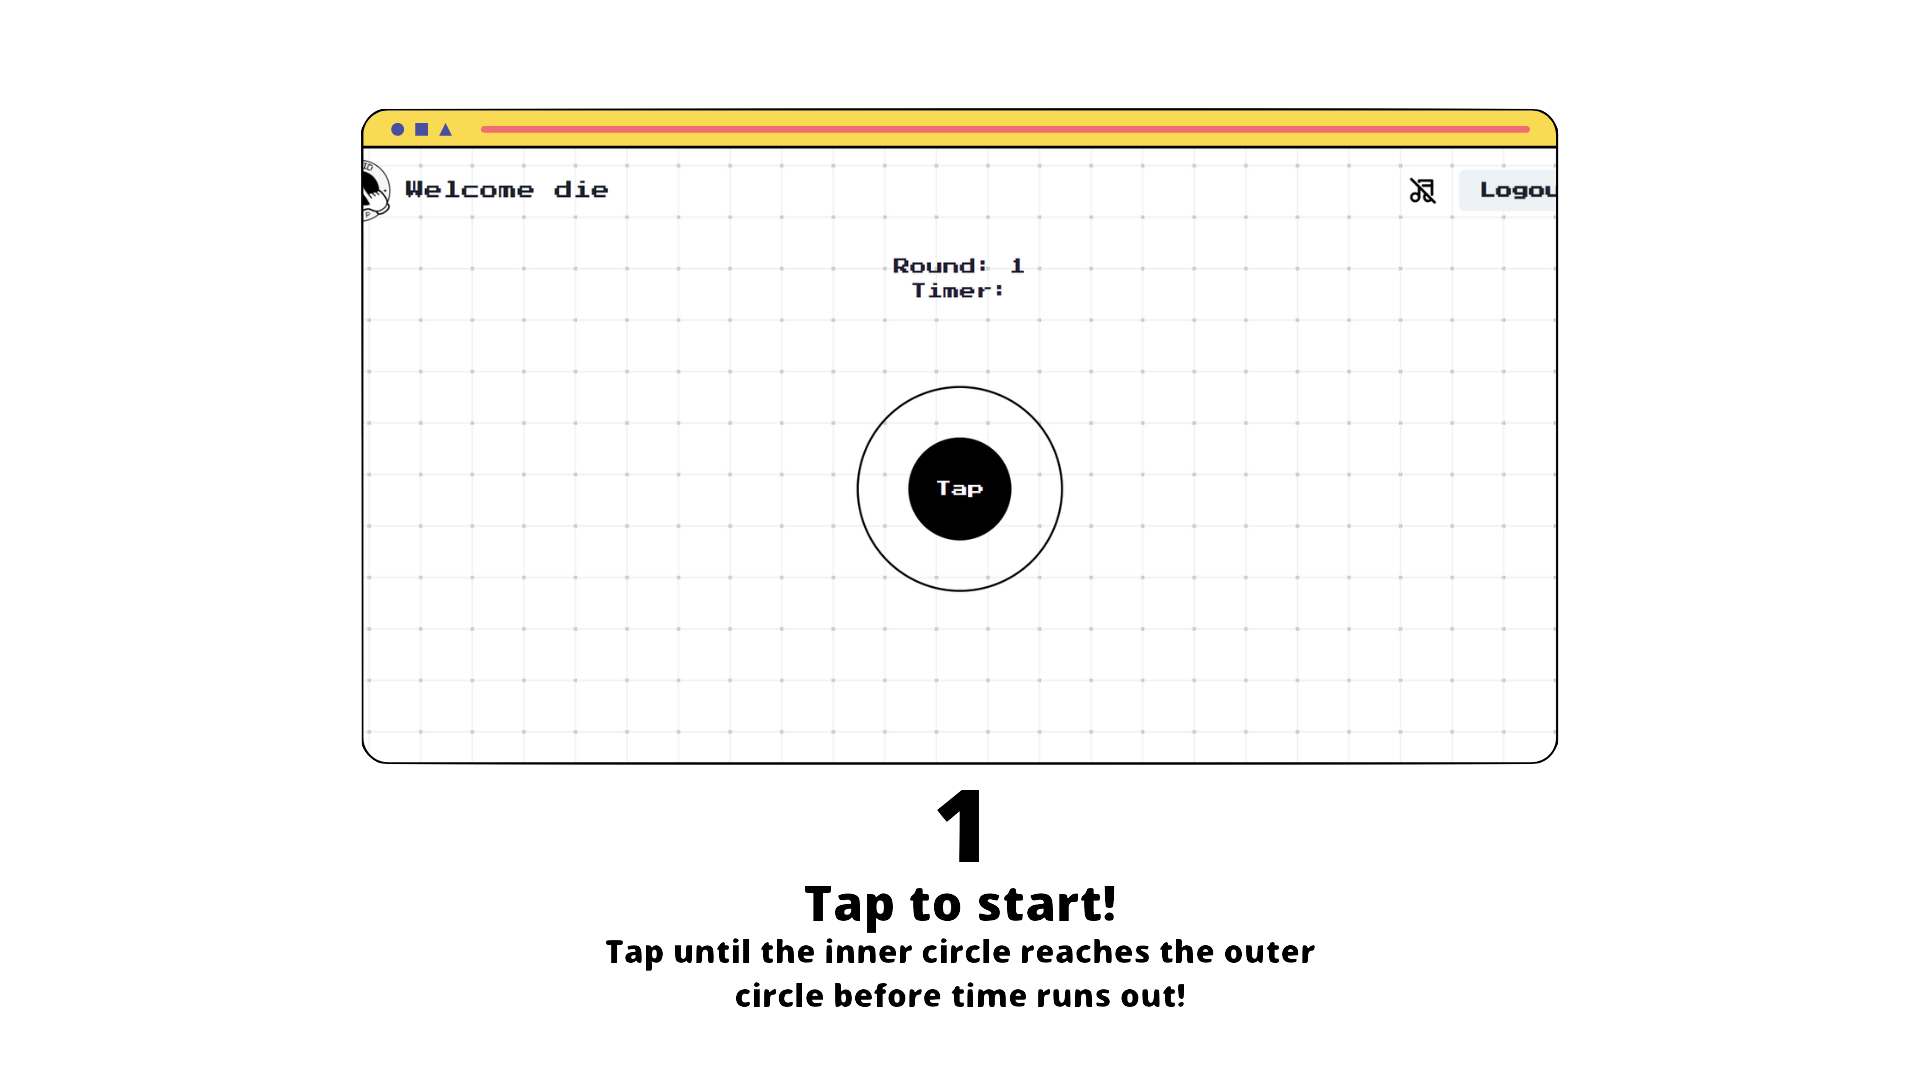 Welcome die
Logou
Round: 1
Timer:
Tap
1
Tap to start!
Tap until the inner circle reaches the outer
circle before time runs out!